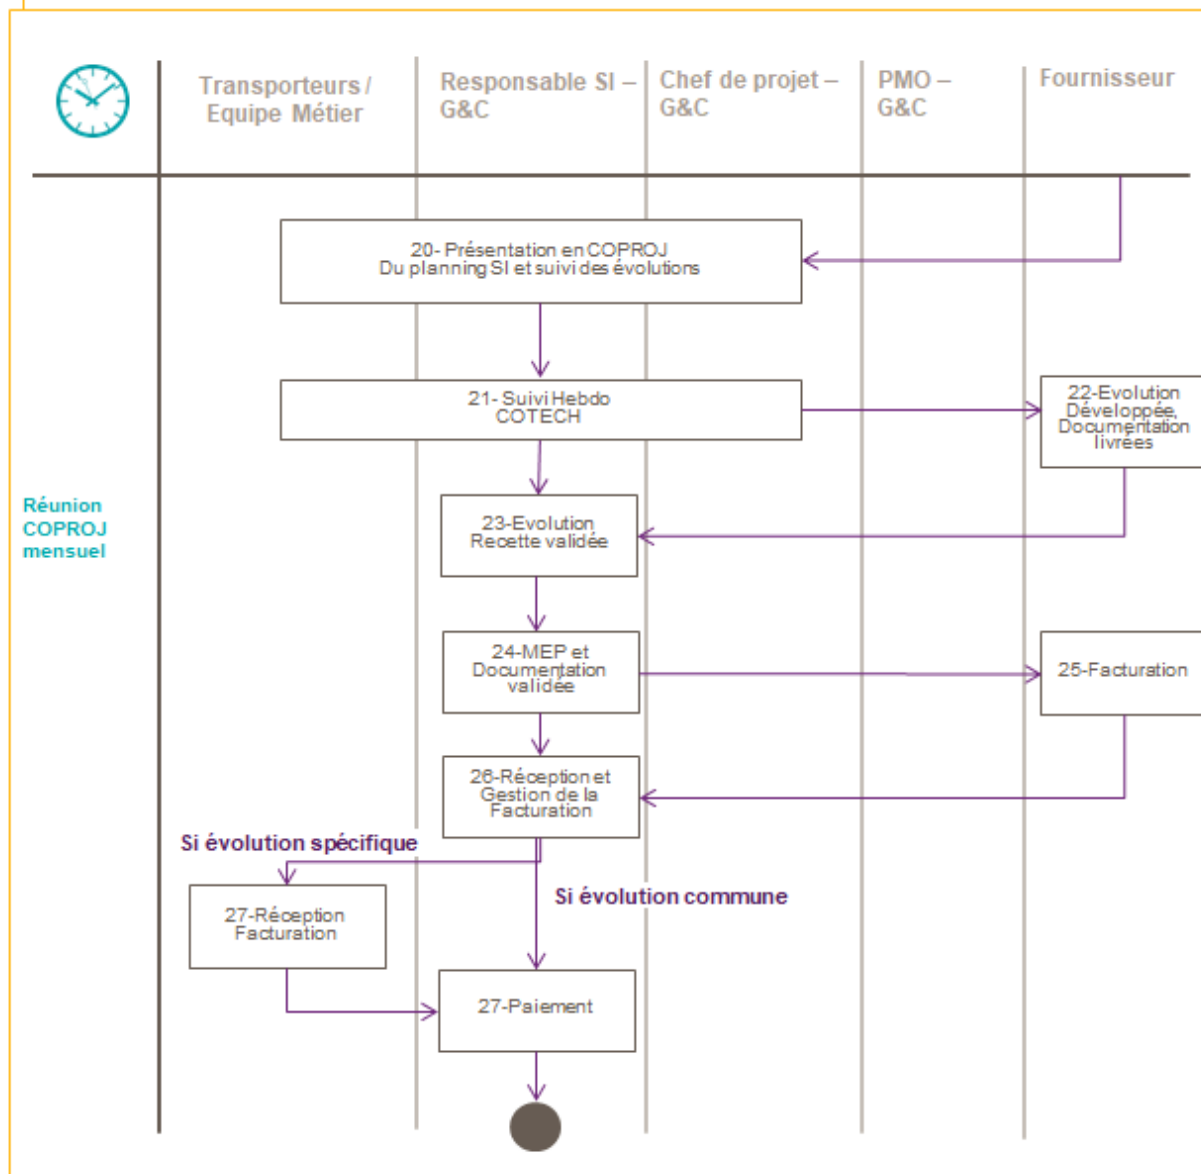 Transporteurs /
Equipe Métier
Responsable SI –
G&C
Chef de projet –
G&C
PMO –
G&C
Fournisseur
20- Présentation en COPROJ
Du planning SI et suivi des évolutions
21- Suivi Hebdo
COTECH
22-Evolution
Développée,
Documentation
livrées
Réunion
COPROJ
mensuel
23-Evolution
Recette validée
24-MEP et
Documentation
validée
25-Facturation
26-Réception et
Gestion de la
Facturation
Si évolution spécifique
Si évolution commune
27-Réception
Facturation
27-Paiement